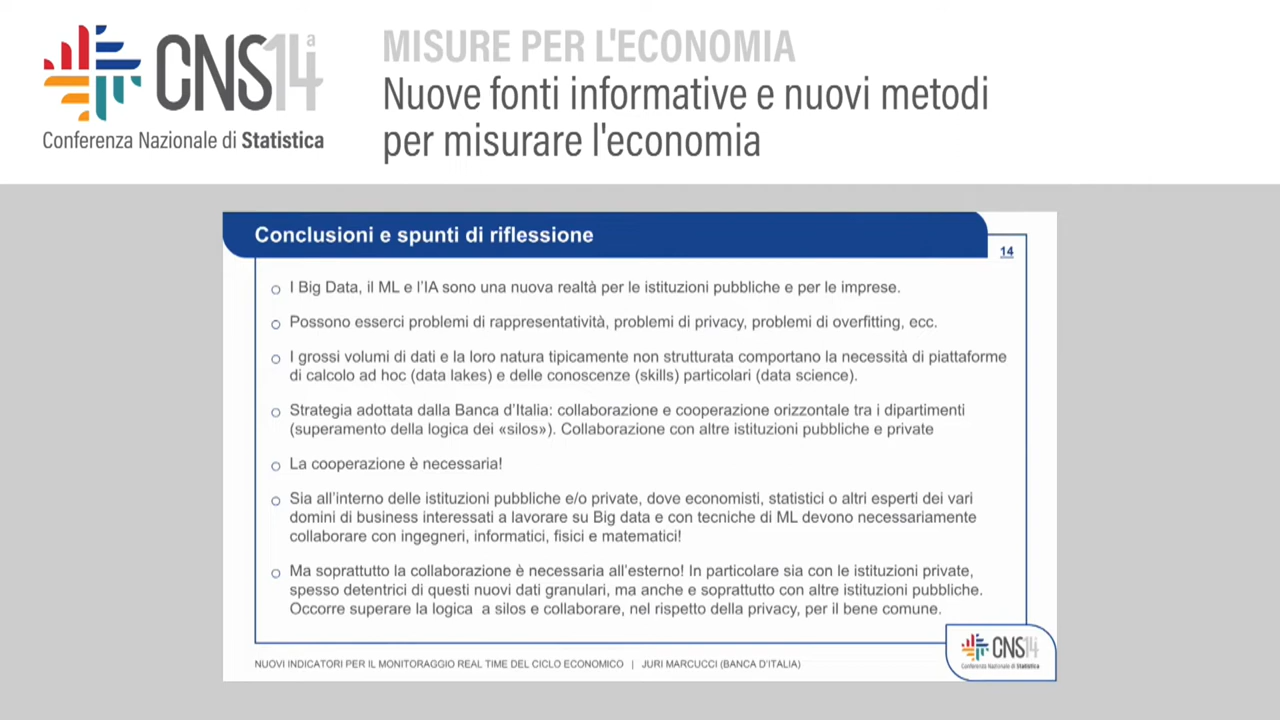 CNS14a
Conferenza Nazionale di Statistica
MISURE PER L'ECONOMIA
Nuove fonti informative e nuovi metodi
per misurare l'economia
Conclusioni e spunti di riflessione
14
o I Big Data, il ML e l'IA sono una nuova realtà per le istituzioni pubbliche e per le imprese.
o Possono esserci problemi di rappresentatività, problemi di privacy, problemi di overfitting, ecc.
o I grossi volumi di dati e la loro natura tipicamente non strutturata comportano la necessità di piattaforme
di calcolo ad hoc (data lakes) e delle conoscenze (skills) particolari (data science).
o Strategia adottata dalla Banca d'Italia: collaborazione e cooperazione orizzontale tra i dipartimenti
(superamento della logica dei «silos»). Collaborazione con altre istituzioni pubbliche e private
o La cooperazione è necessaria!
o Sia all'interno delle istituzioni pubbliche e/o private, dove economisti, statistici o altri esperti dei vari
domini di business interessati a lavorare su Big data e con tecniche di ML devono necessariamente
collaborare con ingegneri, informatici, fisici e matematici!
o Ma soprattutto la collaborazione è necessaria all'esterno! In particolare sia con le istituzioni private,
spesso detentrici di questi nuovi dati granulari, ma anche e soprattutto con altre istituzioni pubbliche.
Occorre superare la logica a silos e collaborare, nel rispetto della privacy, per il bene comune.
NUOVI INDICATORI PER IL MONITORAGGIO REAL TIME DEL CICLO ECONOMICO | JURI MARCUCCI (BANCA D'ITALIA)
CNS14
Conferenza Nazionale di Statistica